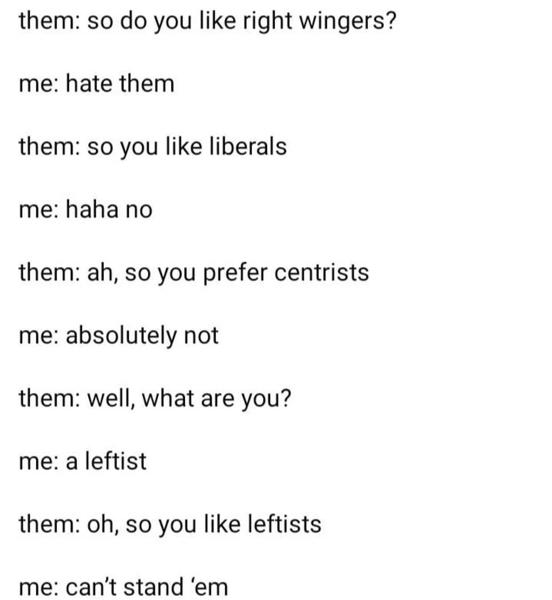 them: so do you like right wingers?
me: hate them
them: so you like liberals
me: haha no
them: ah, so you prefer centrists
me: absolutely not
them: well, what are you?
me: a leftist
them: oh, so you like leftists
me: can’t stand ‘em